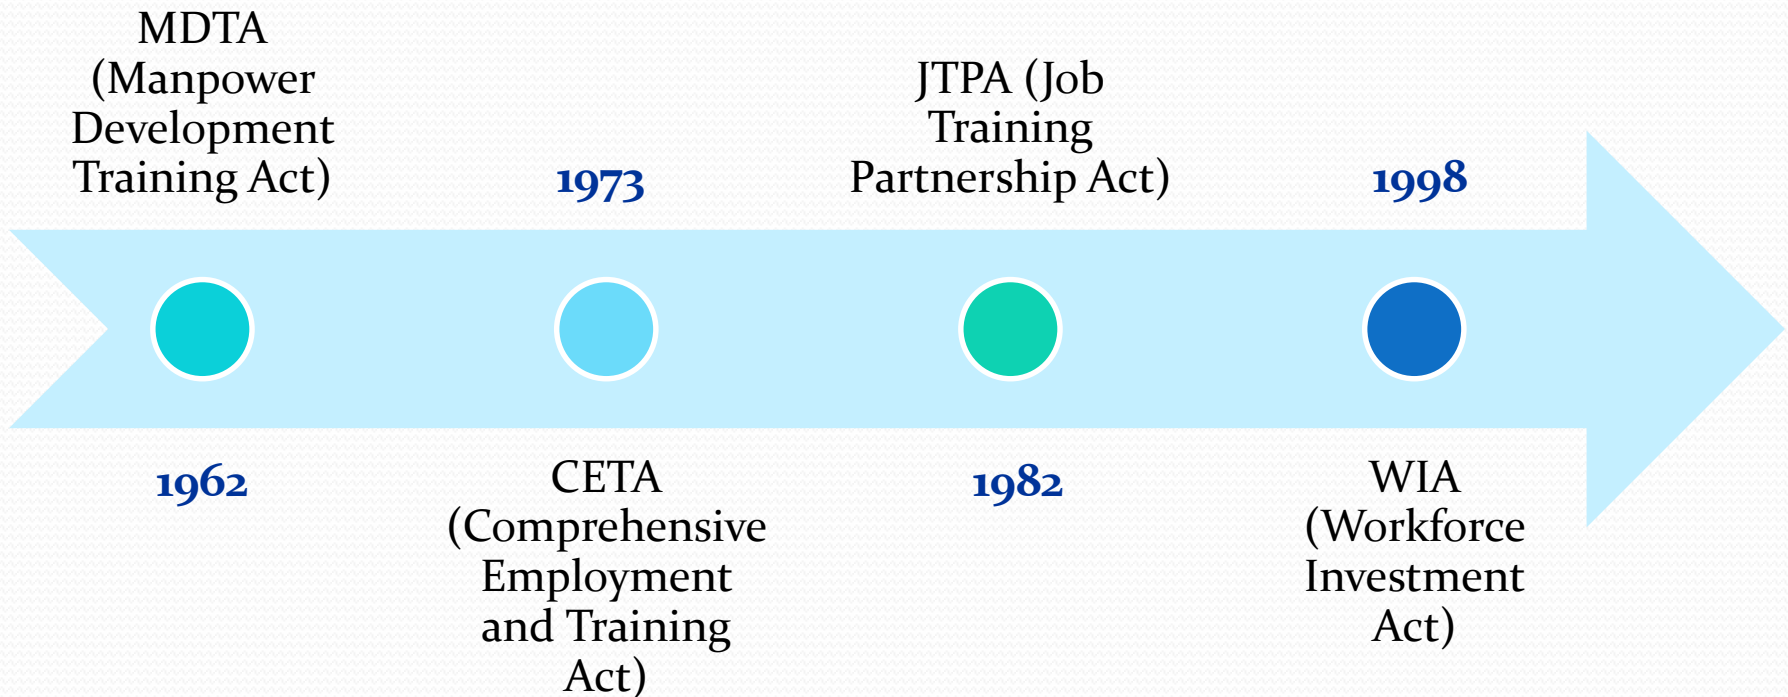 MDTA
(Manpower
Development
Training Act)
1962
1973
CETA
(Comprehensive
Employment
and Training
Act)
JTPA (Job
Training
Partnership Act)
1982
1998
WIA
(Workforce
Investment
Act)